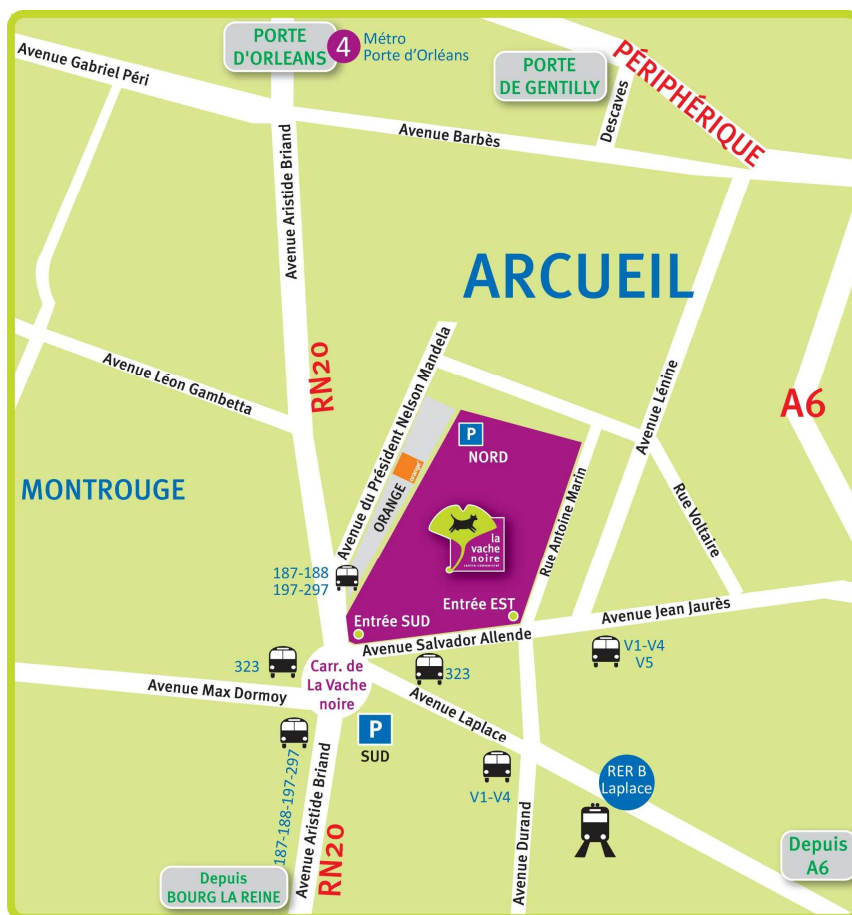 PORTE
D'ORLEANS
4
Métro
Porte d'Orléans
Avenue Gabriel Péri
PORTE
DE GENTILLY
PÉRIPHÉRIQUE
Descaves
Avenue Barbès
Avenue Aristide Briand
ARCUEIL
RN20
Avenue Léon Gambetta
Avenue du Président Nelson Mandela
Avenue Lénine
A6
P
NORD
MONTROUGE
ORANGE
orange
Rue Antoine Marin
Rue Voltaire
la
vache
noire
centre commercial
187-188
197-297
Entrée EST
Entrée SUD
Avenue Jean Jaurès
Avenue Salvador Allende
V1-V4
V5
323
Carr. de
La Vache
noire
323
Avenue Max Dormoy
Avenue Laplace
P
SUD
187-188-197-297
V1-V4
RER B
Laplace
Avenue Aristide Briand
RN20
Avenue Durand
Depuis
A6
Depuis
BOURG LA REINE